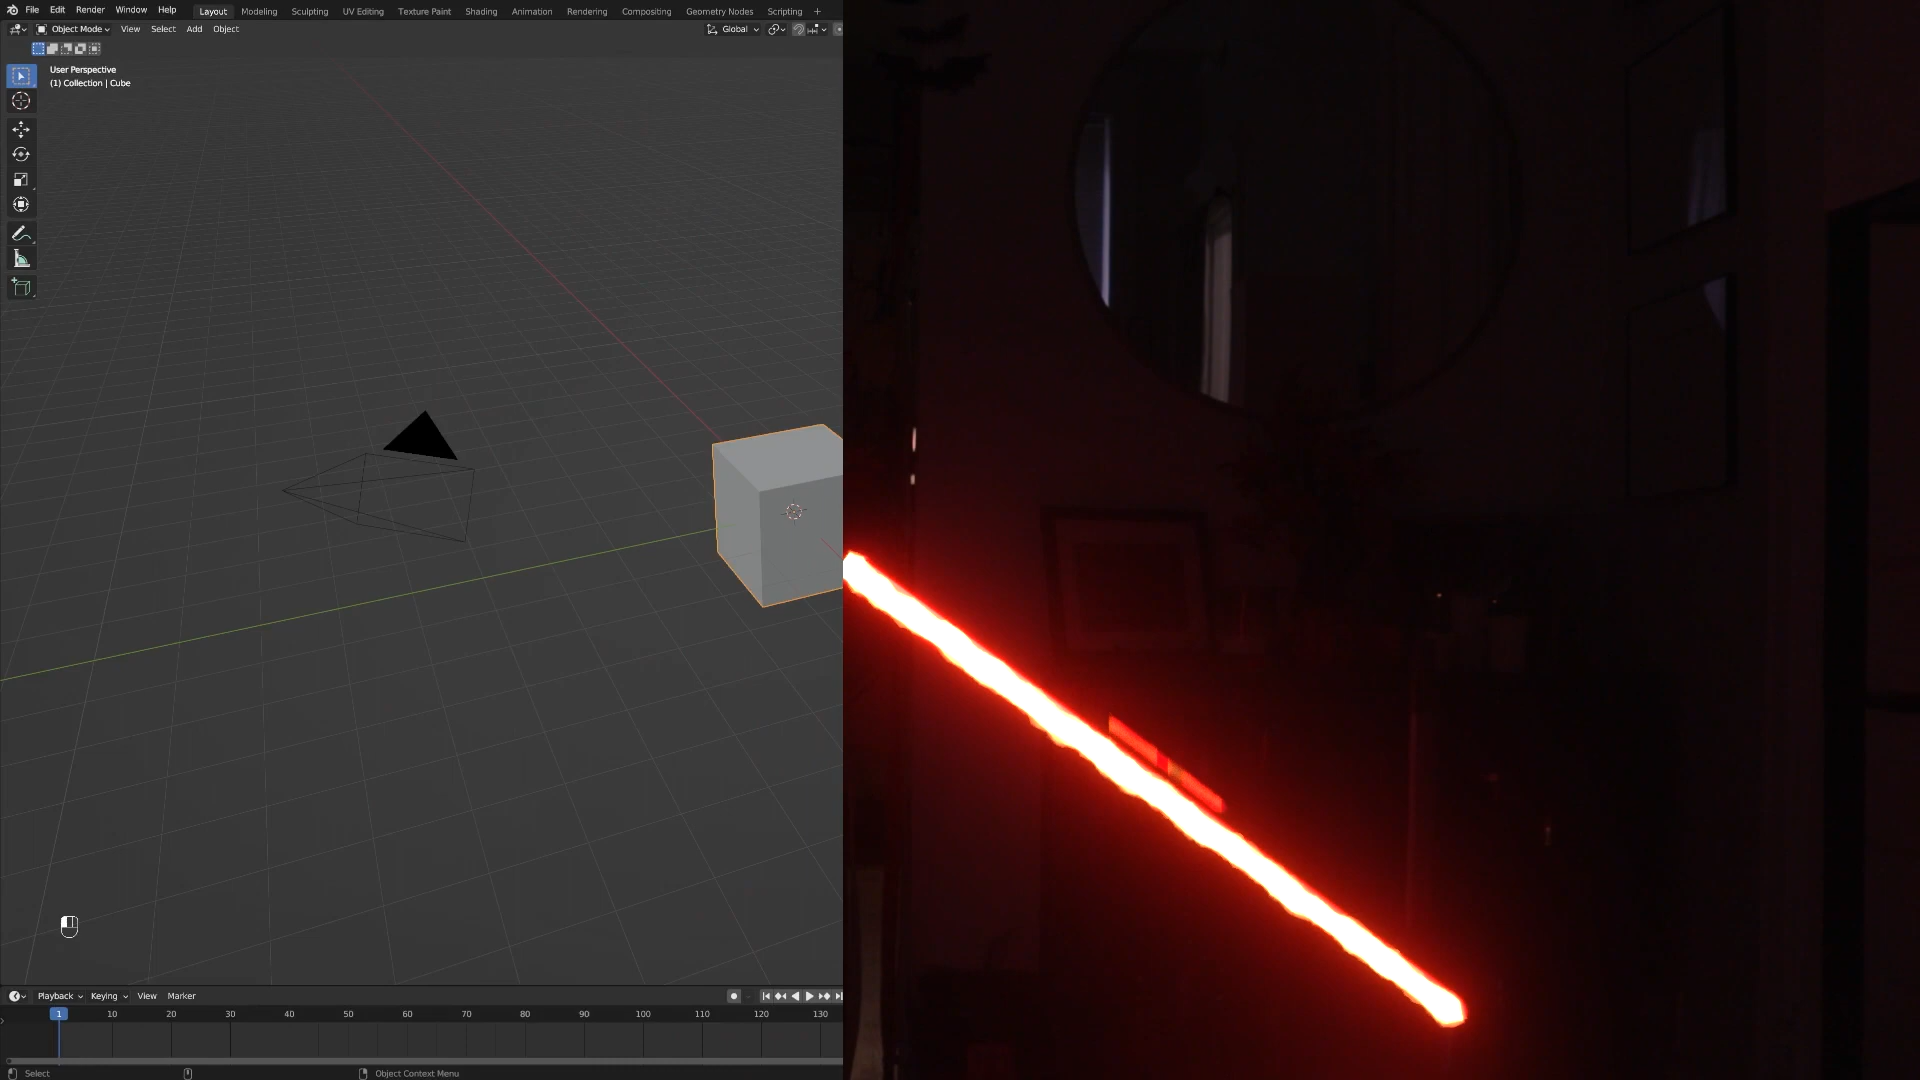 File Edit Render Window Help Layout Modeling Sculpting UV Editing Texture Paint Shading Animation Rendering Compositing Geometry Nodes Scripting +
Object Mode View Select Add Object Global
User Perspective
(1) Collection | Cube
Playback Keying View Marker
1 10 20 30 40 50 60 70 80 90 100 110 120 130
Select Object Context Menu